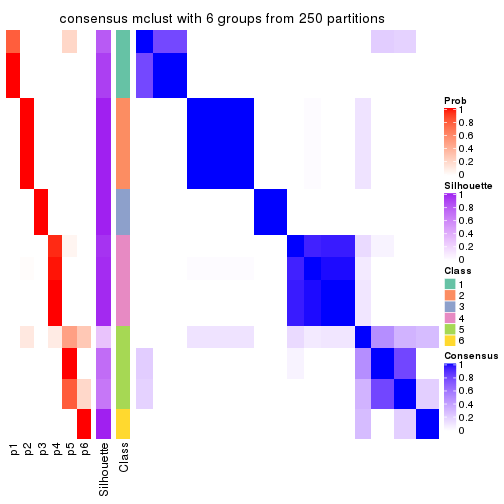 consensus mclust with 6 groups from 250 partitions
Prob
1
0.8
0.6
0.4
0.2
0
Silhouette
1
0.8
0.6
0.4
0.2
0
Class
1
2
3
4
5
6
Consensus
1
0.8
0.6
0.4
0.2
0
p1
p2
p3
p4
p5
p6
Silhouette
Class